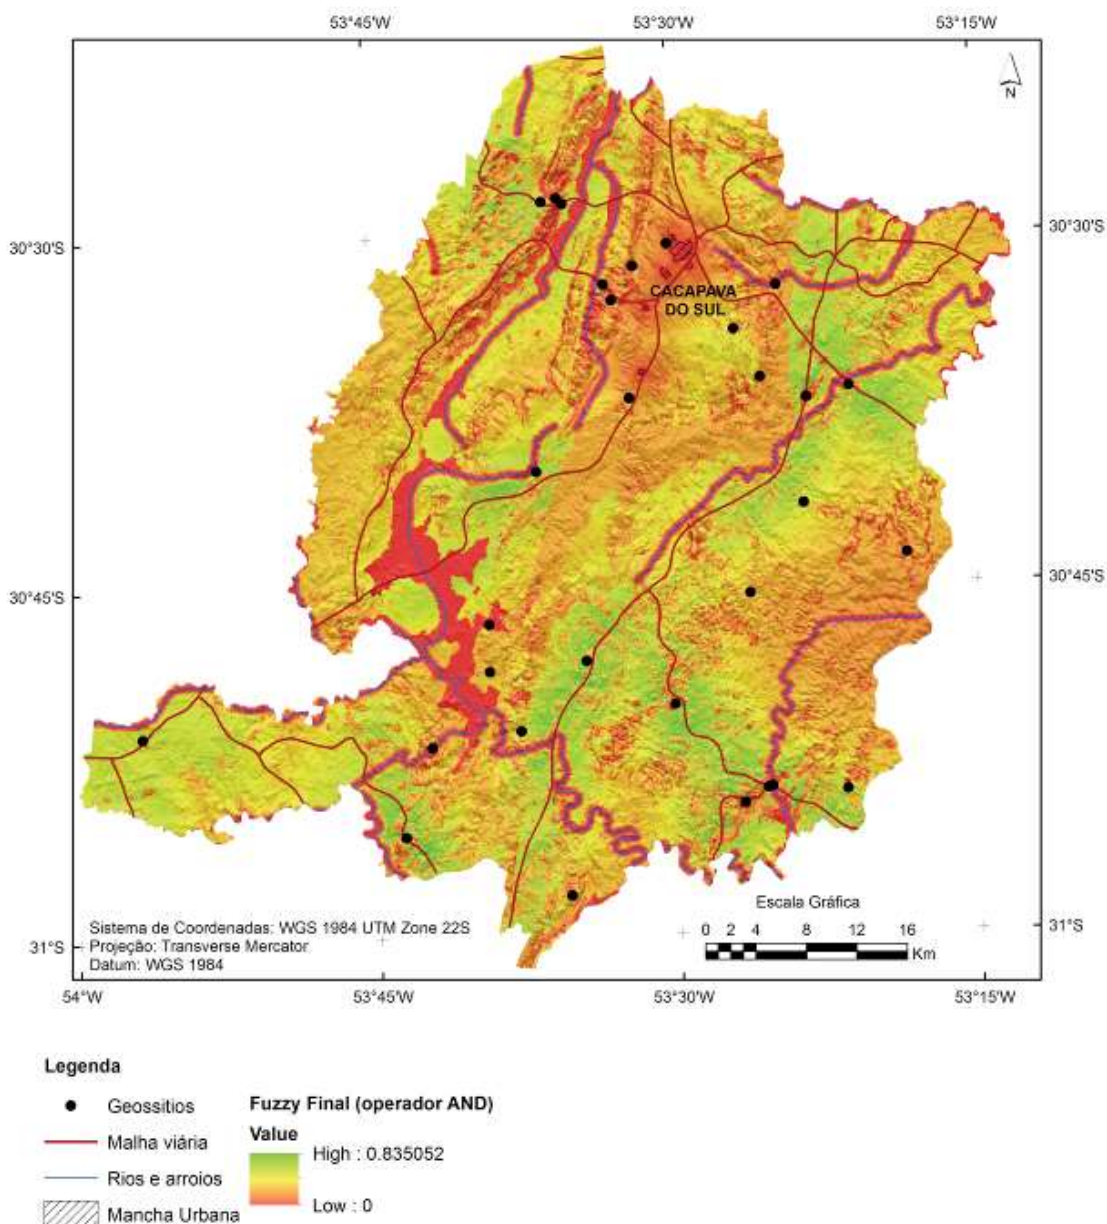 53°45'W 53°30'W 53°15'W
N
30°30'S 30°30'S
CAÇAPAVA
DO SUL
30°45'S 30°45'S
Escala Gráfica
Sistema de Coordenadas: WGS 1984 UTM Zone 22S
Projeção: Transverse Mercator
Datum: WGS 1984
0 2 4 8 12 16
Km
31°S 31°S
54°W 53°45'W 53°30'W 53°15'W
Legenda
Geossitios
Malha viária
Rios e arroios
Mancha Urbana
Fuzzy Final (operador AND)
Value
High : 0.835052
Low : 0